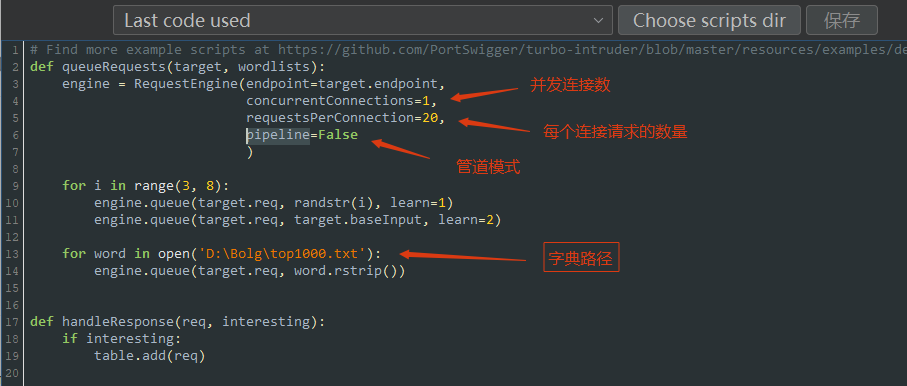 Last code used
Choose scripts dir
保存
1 # Find more example scripts at https://github.com/PortSwigger/turbo-intruder/blob/master/resources/examples/de
2 def queueRequests(target, wordlists):
3     engine = RequestEngine(endpoint=target.endpoint,
并发连接数
4                            concurrentConnections=1,
5                            requestsPerConnection=20,
每个连接请求的数量
6                            pipeline=False
7                            )
管道模式
8
9     for i in range(3, 8):
10         engine.queue(target.req, randstr(i), learn=1)
11         engine.queue(target.req, target.baseInput, learn=2)
12
13     for word in open('D:\Bolg\top1000.txt'):
字典路径
14         engine.queue(target.req, word.rstrip())
15
16
17 def handleResponse(req, interesting):
18     if interesting:
19         table.add(req)
20